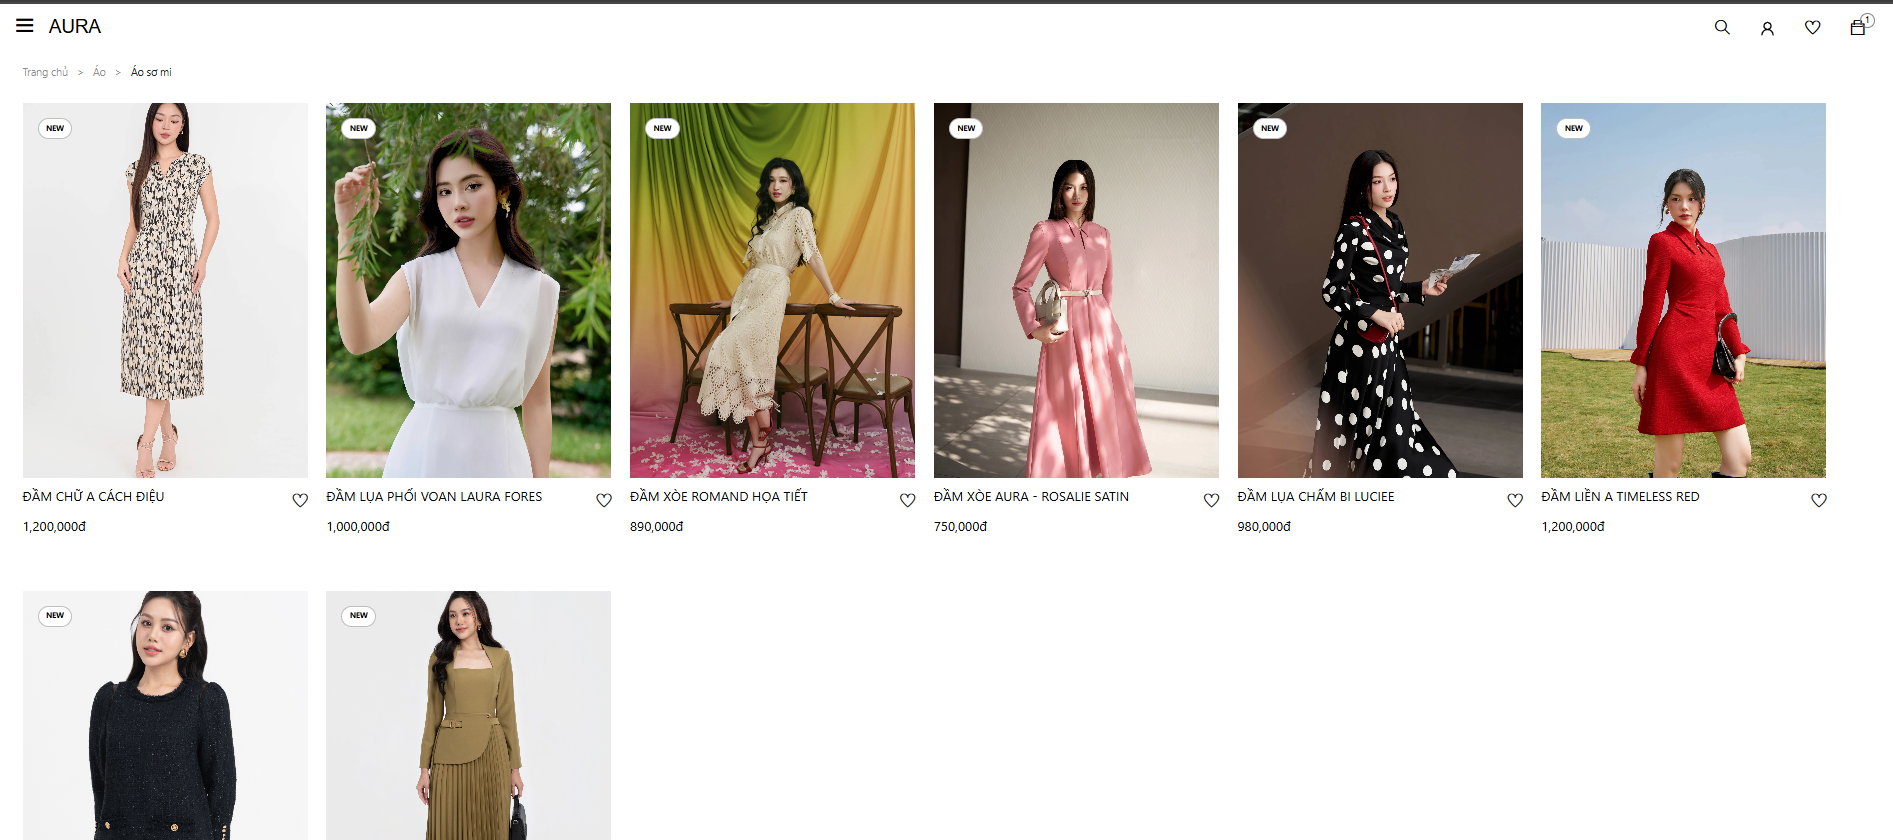 AURA
1
Trang chủ > Áo > Áo sơ mi
NEW
NEW
NEW
NEW
NEW
NEW
ĐẦM CHỮ A CÁCH ĐIỆU
1,200,000đ
ĐẦM LỤA PHỐI VOAN LAURA FORES
1,000,000đ
ĐẦM XÒE ROMAND HỌA TIẾT
890,000đ
ĐẦM XÒE AURA - ROSALIE SATIN
750,000đ
ĐẦM LỤA CHẤM BI LUCIEE
980,000đ
ĐẦM LIỀN A TIMELESS RED
1,200,000đ
NEW
NEW